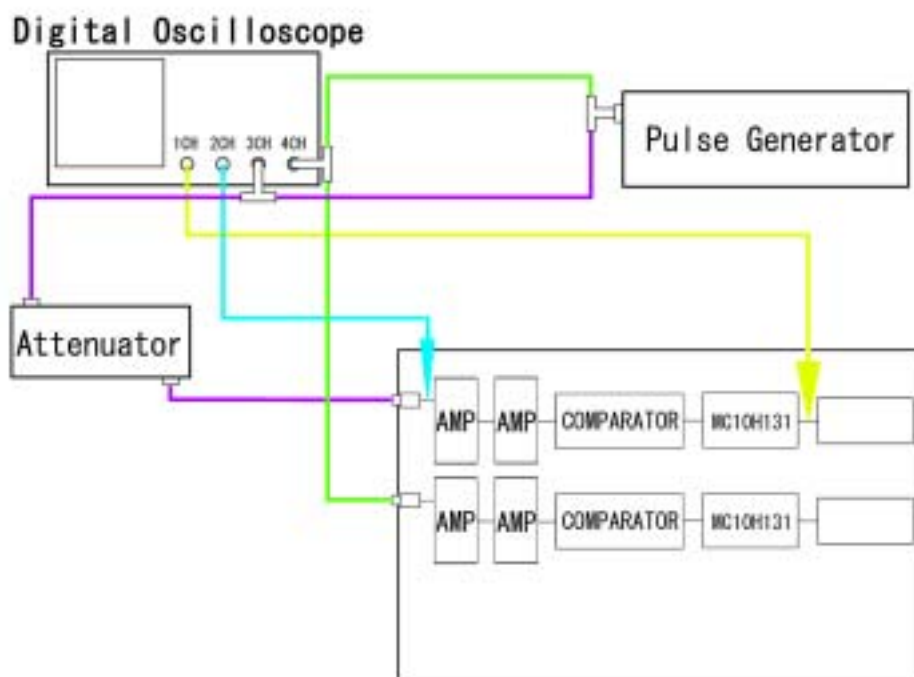 Digital Oscilloscope
1CH 2CH 3CH 4CH
Pulse Generator
Attenuator
AMP AMP COMPARATOR MC10H131
AMP AMP COMPARATOR MC10H131